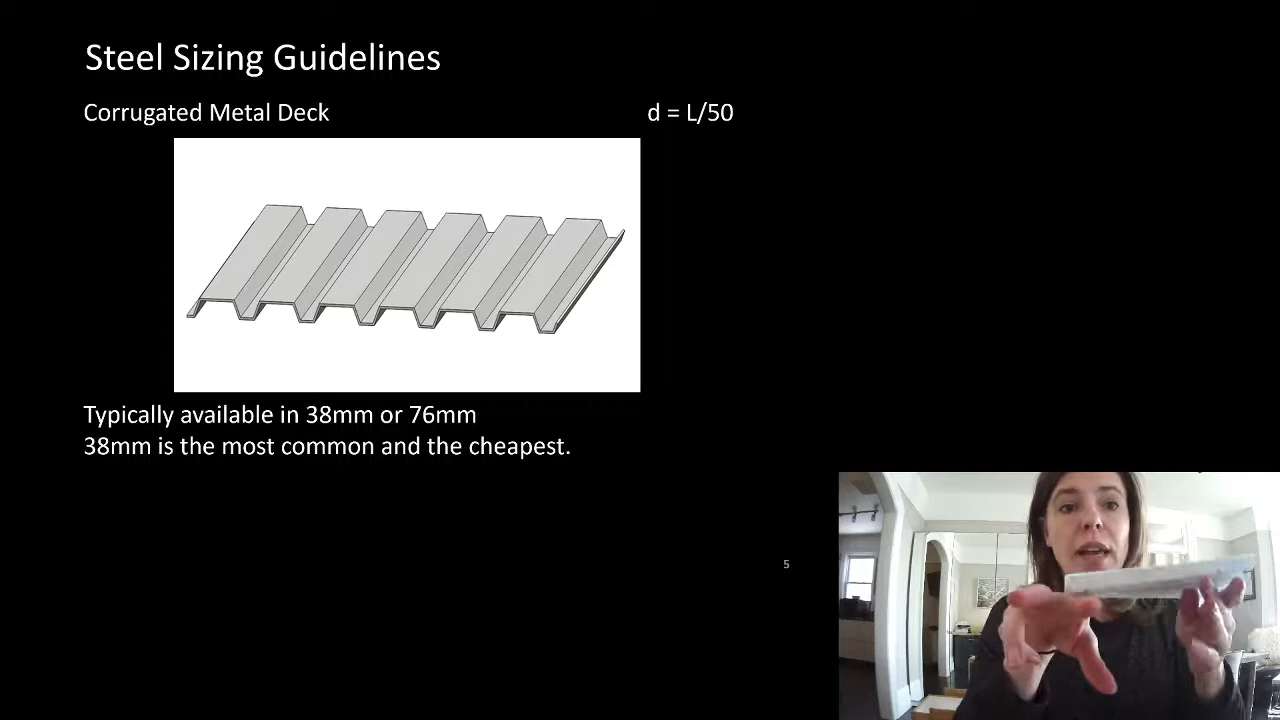 Steel Sizing Guidelines
Corrugated Metal Deck d = L/50
Typically available in 38mm or 76mm
38mm is the most common and the cheapest.
5